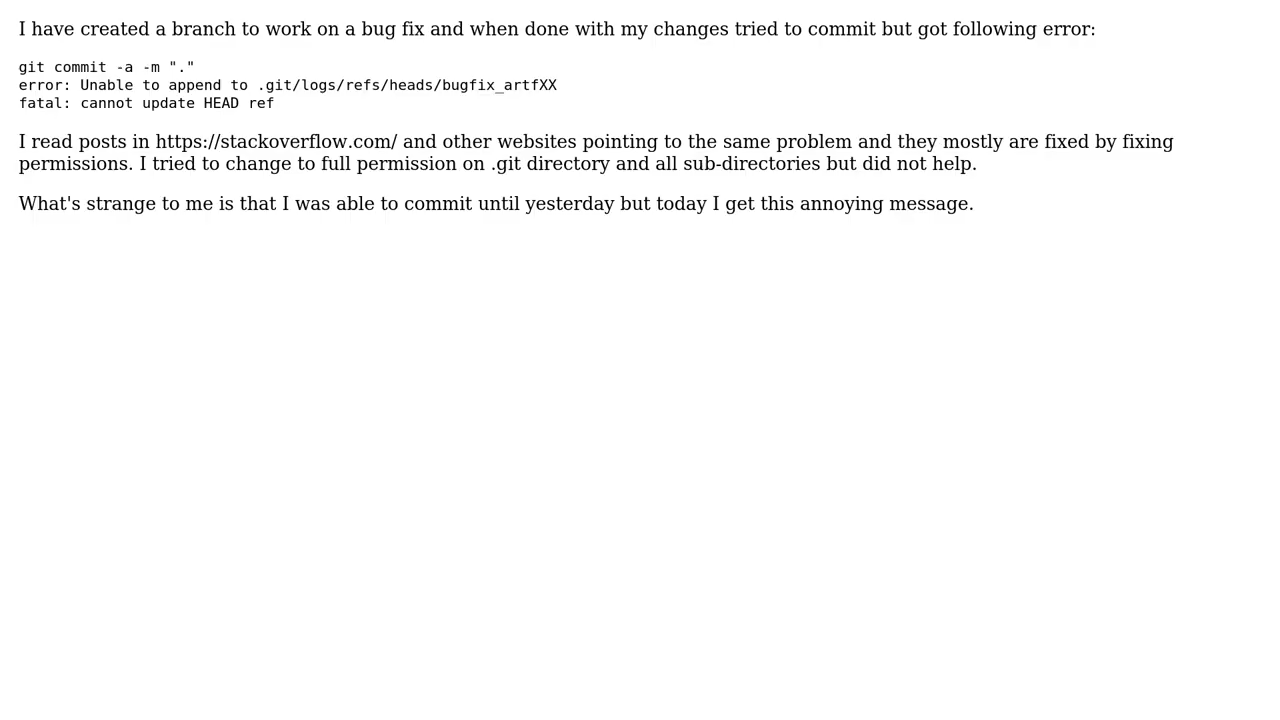 I have created a branch to work on a bug fix and when done with my changes tried to commit but got following error:
git commit -a -m "."
error: Unable to append to .git/logs/refs/heads/bugfix_artfXX
fatal: cannot update HEAD ref
I read posts in https://stackoverflow.com/ and other websites pointing to the same problem and they mostly are fixed by fixing
permissions. I tried to change to full permission on .git directory and all sub-directories but did not help.
What's strange to me is that I was able to commit until yesterday but today I get this annoying message.